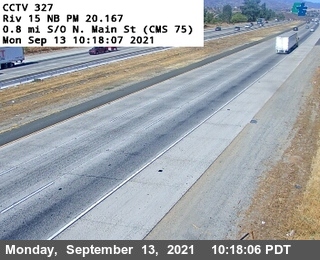 CCTV 327
Riv 15 NB PM 20.167
0.8 mi S/O N. Main St (CMS 75)
Mon Sep 13 10:18:07 2021
Monday, September 13, 2021 10:18:06 PDT